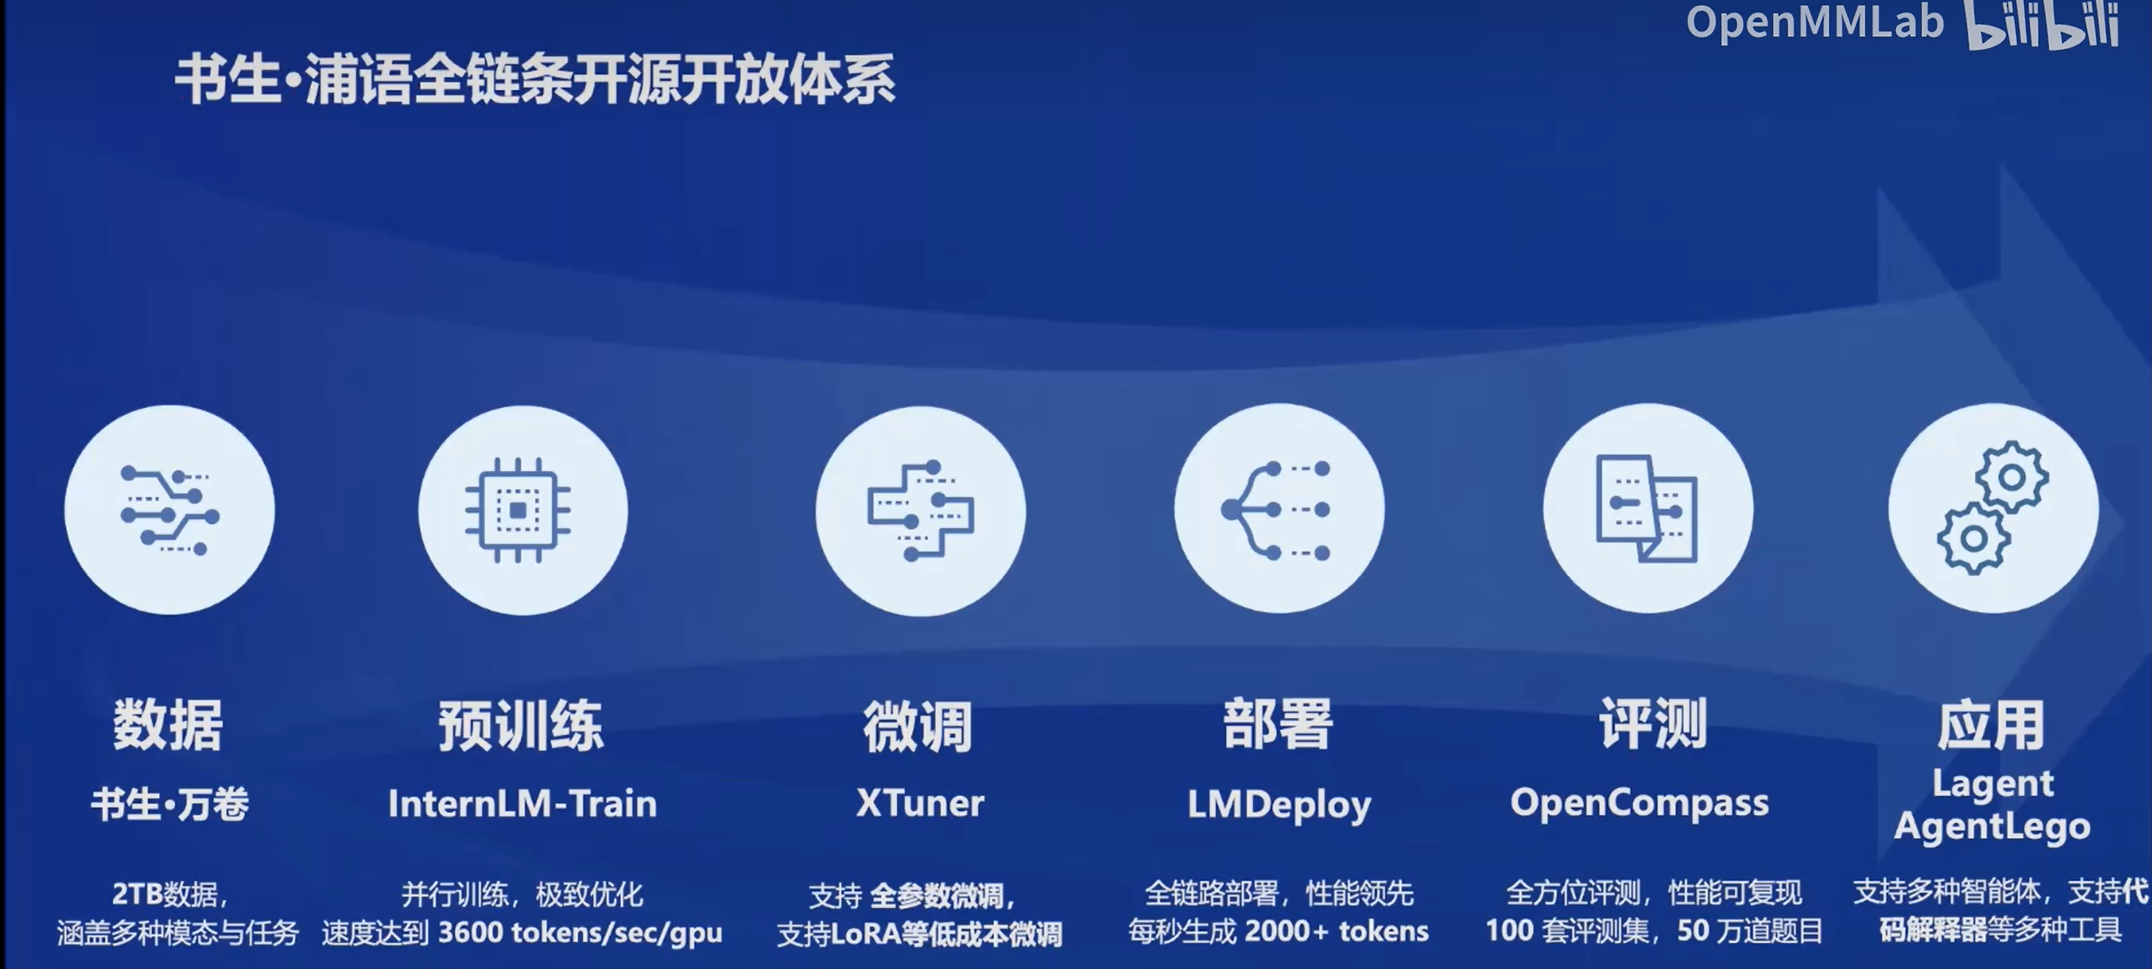 OpenMMLab bilibili
书生•浦语全链条开源开放体系
数据
书生•万卷
2TB数据，
涵盖多种模态与任务
预训练
InternLM-Train
并行训练，极致优化
速度达到 3600 tokens/sec/gpu
微调
XTuner
支持 全参数微调，
支持LoRA等低成本微调
部署
LMDeploy
全链路部署，性能领先
每秒生成 2000+ tokens
评测
OpenCompass
全方位评测，性能可复现
100 套评测集，50 万道题目
应用
Lagent
AgentLego
支持多种智能体，支持代
码解释器等多种工具